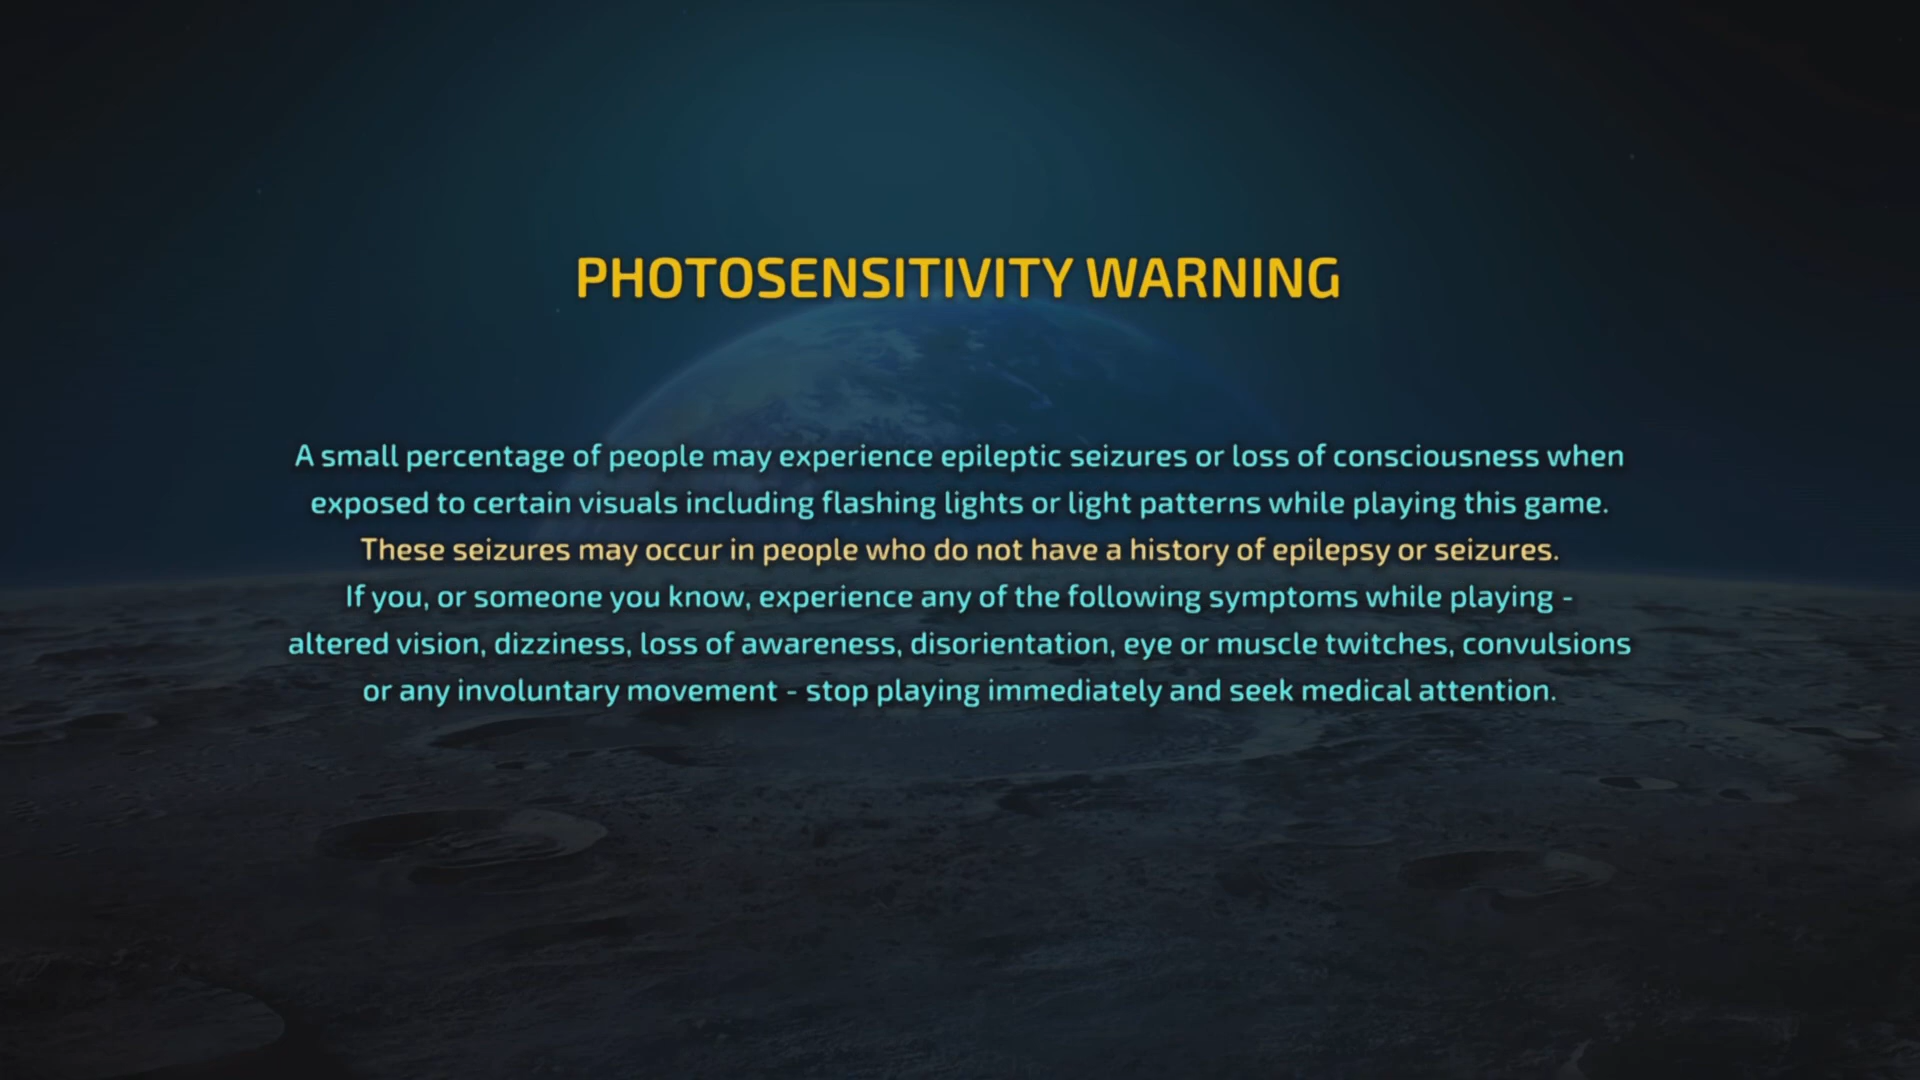 PHOTOSENSITIVITY WARNING
A small percentage of people may experience epileptic seizures or loss of consciousness when
exposed to certain visuals including flashing lights or light patterns while playing this game.
These seizures may occur in people who do not have a history of epilepsy or seizures.
If you, or someone you know, experience any of the following symptoms while playing -
altered vision, dizziness, loss of awareness, disorientation, eye or muscle twitches, convulsions
or any involuntary movement - stop playing immediately and seek medical attention.